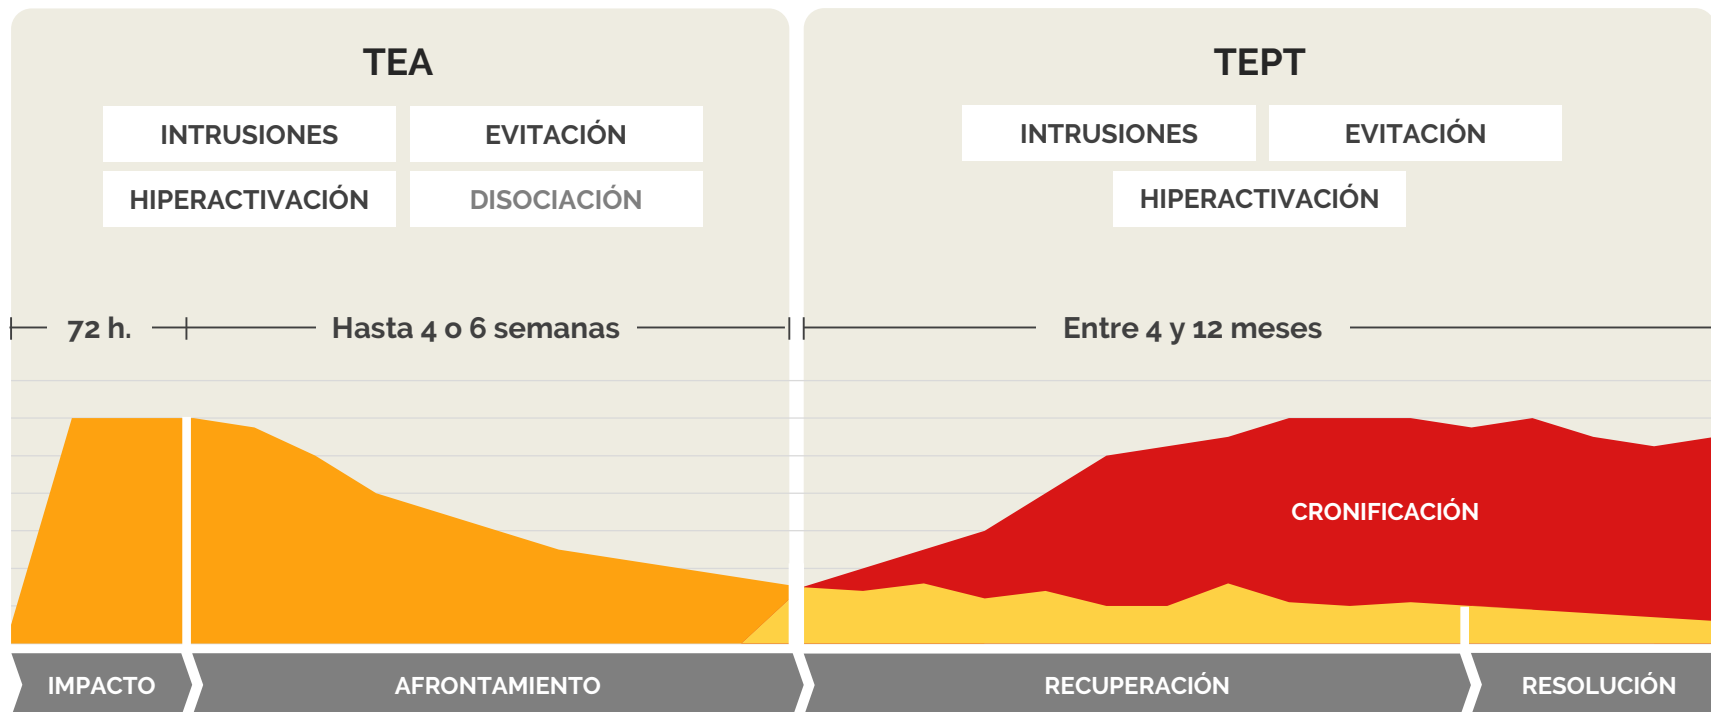 TEA
INTRUSIONES
EVITACIÓN
HIPERACTIVACIÓN
DISOCIACIÓN
TEPT
INTRUSIONES
EVITACIÓN
HIPERACTIVACIÓN
72 h.
Hasta 4 o 6 semanas
Entre 4 y 12 meses
CRONIFICACIÓN
IMPACTO
AFRONTAMIENTO
RECUPERACIÓN
RESOLUCIÓN